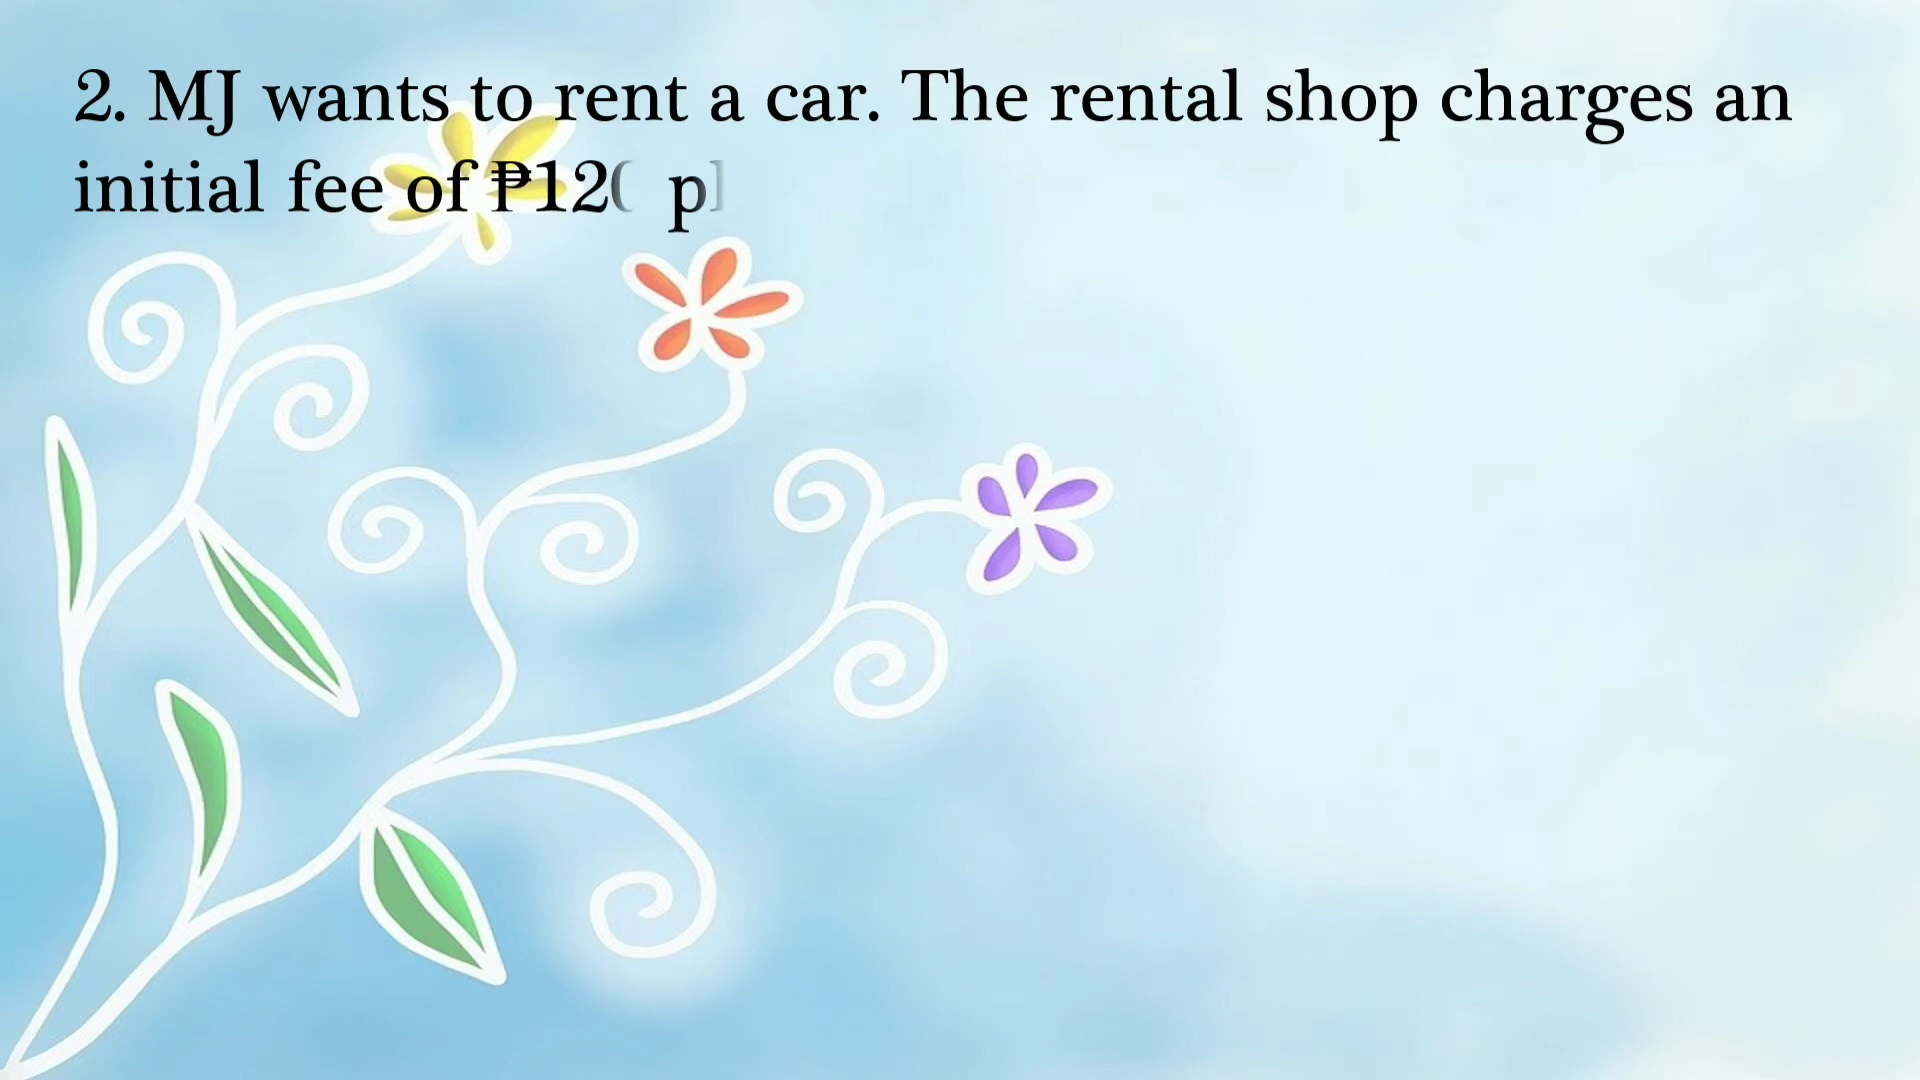 2. MJ wants to rent a car. The rental shop charges an
initial fee of